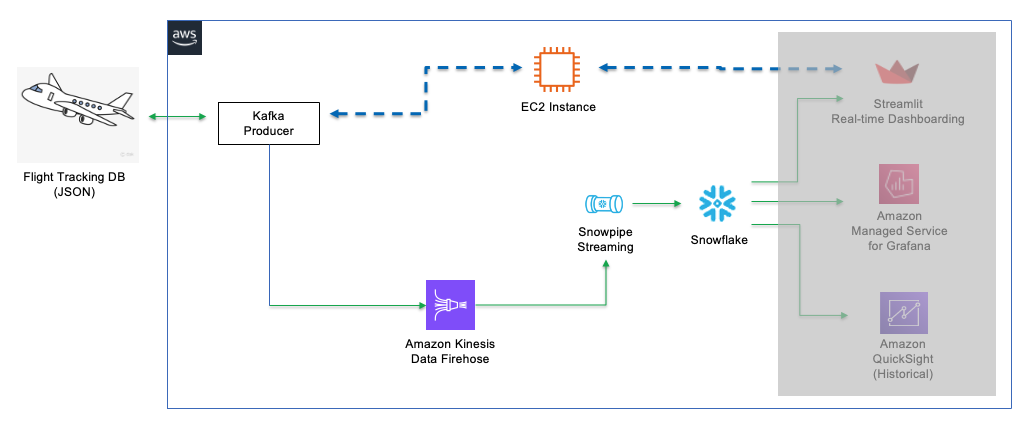 aws
EC2 Instance
Streamlit
Real-time Dashboarding
Kafka
Producer
Flight Tracking DB
(JSON)
Amazon
Managed Service
for Grafana
Snowpipe
Streaming
Snowflake
Amazon Kinesis
Data Firehose
Amazon
QuickSight
(Historical)